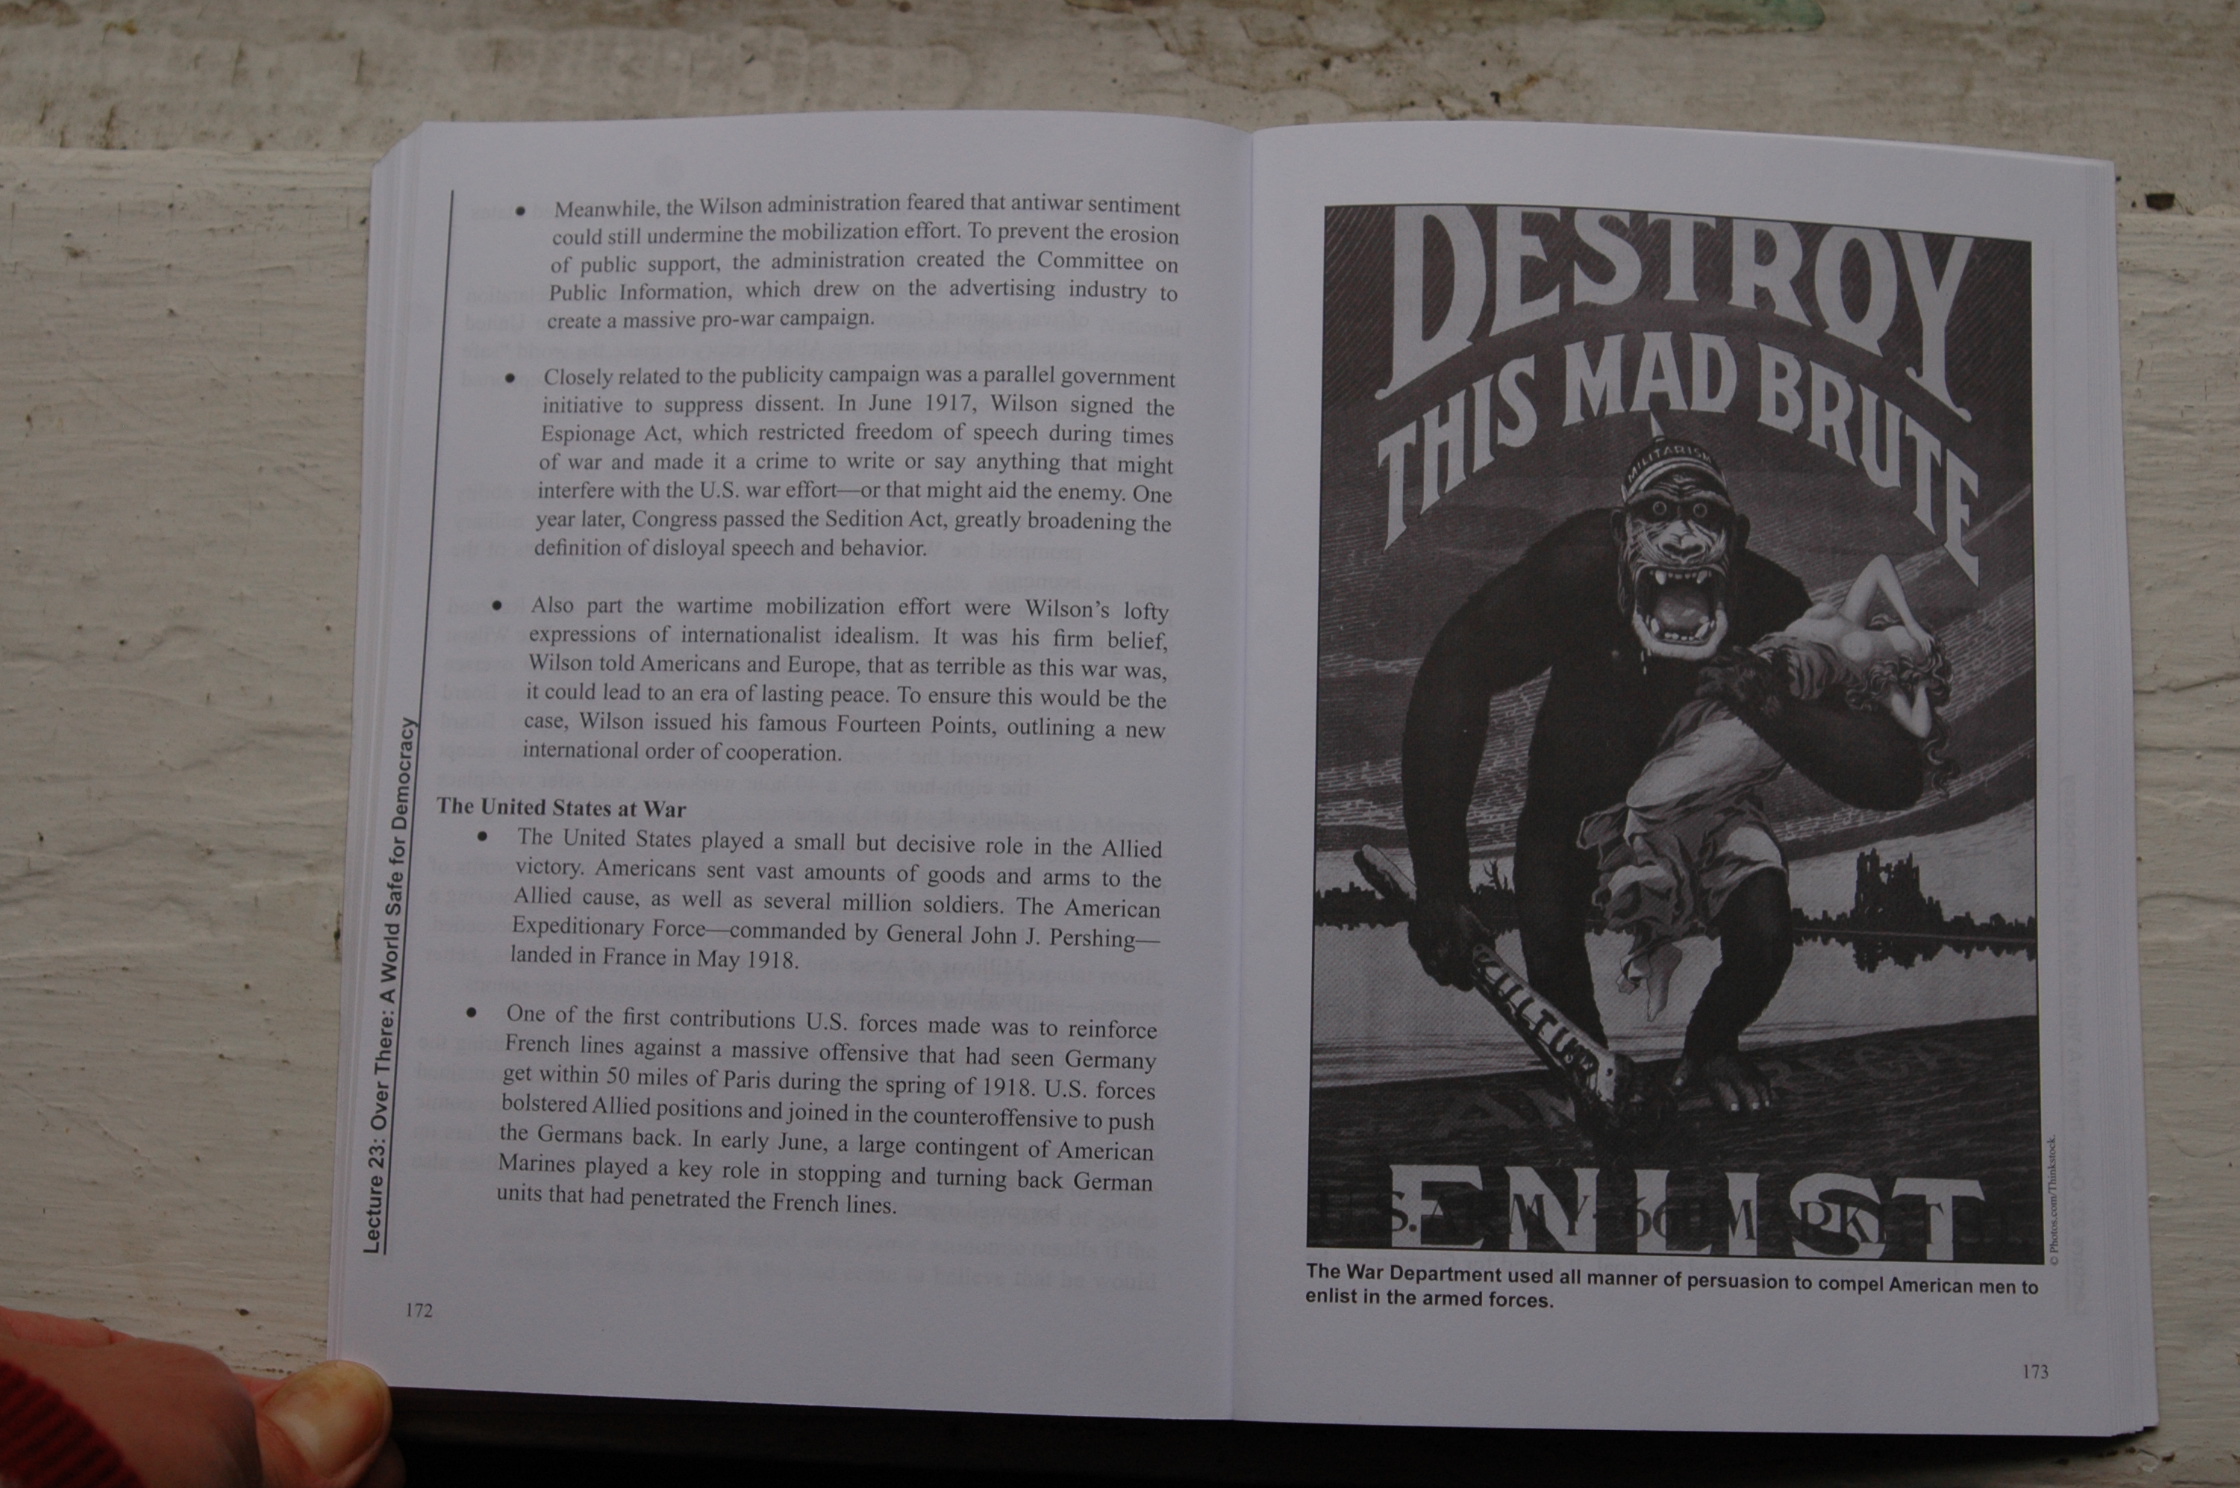 Lecture 23: Over There: A World Safe for Democracy
• Meanwhile, the Wilson administration feared that antiwar sentiment
could still undermine the mobilization effort. To prevent the erosion
of public support, the administration created the Committee on
Public Information, which drew on the advertising industry to
create a massive pro-war campaign.
• Closely related to the publicity campaign was a parallel government
initiative to suppress dissent. In June 1917, Wilson signed the
Espionage Act, which restricted freedom of speech during times
of war and made it a crime to write or say anything that might
interfere with the U.S. war effort—or that might aid the enemy. One
year later, Congress passed the Sedition Act, greatly broadening the
definition of disloyal speech and behavior.
• Also part the wartime mobilization effort were Wilson’s lofty
expressions of internationalist idealism. It was his firm belief,
Wilson told Americans and Europe, that as terrible as this war was,
it could lead to an era of lasting peace. To ensure this would be the
case, Wilson issued his famous Fourteen Points, outlining a new
international order of cooperation.
The United States at War
• The United States played a small but decisive role in the Allied
victory. Americans sent vast amounts of goods and arms to the
Allied cause, as well as several million soldiers. The American
Expeditionary Force—commanded by General John J. Pershing—
landed in France in May 1918.
• One of the first contributions U.S. forces made was to reinforce
French lines against a massive offensive that had seen Germany
get within 50 miles of Paris during the spring of 1918. U.S. forces
bolstered Allied positions and joined in the counteroffensive to push
the Germans back. In early June, a large contingent of American
Marines played a key role in stopping and turning back German
units that had penetrated the French lines.
172
DESTROY
THIS MAD BRUTE
MILITARISM
KULTUR
ENLIST
© Photos.com/Thinkstock.
The War Department used all manner of persuasion to compel American men to
enlist in the armed forces.
173